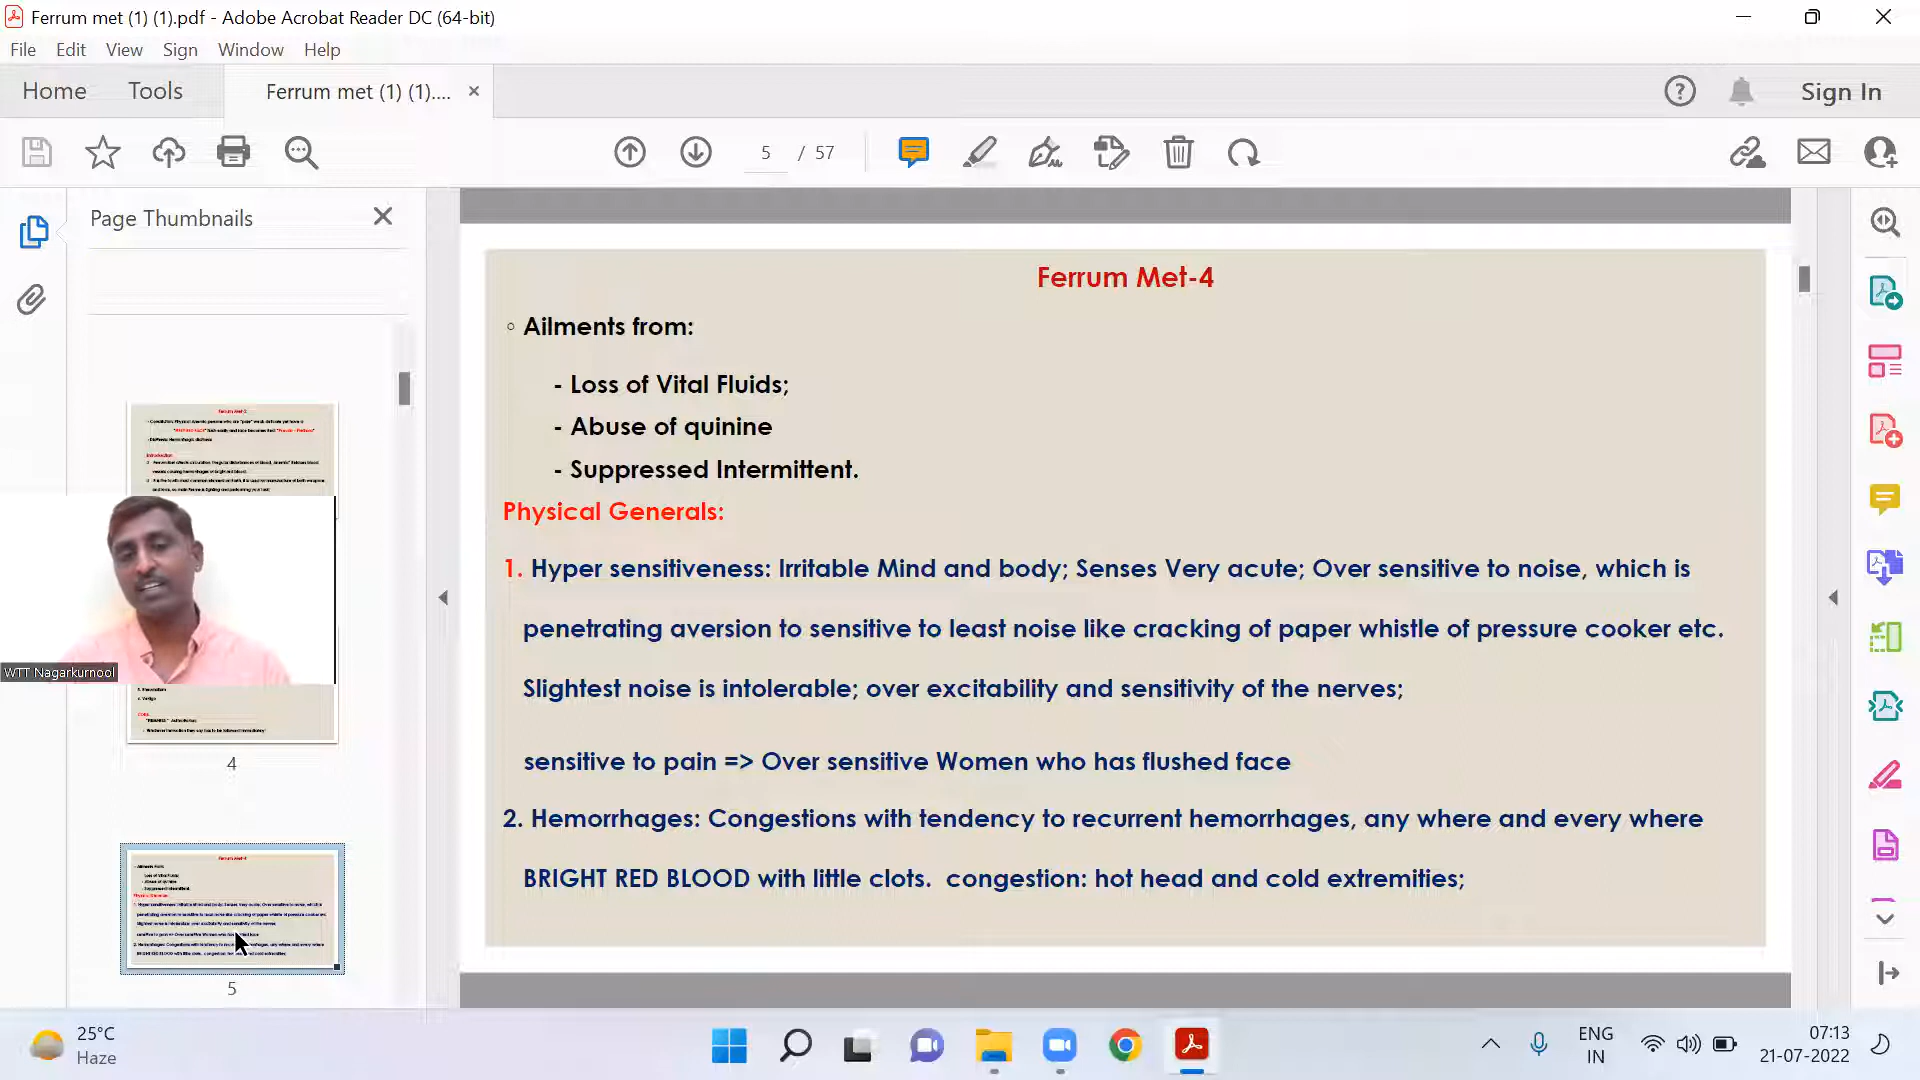 Ferrum met (1) (1).pdf - Adobe Acrobat Reader DC (64-bit)
File Edit View Sign Window Help
Home Tools Ferrum met (1) (1).... × Sign In
5 / 57
Page Thumbnails
Ferrum Met-4
◦ Ailments from:
- Loss of Vital Fluids;
- Abuse of quinine
- Suppressed Intermittent.
Physical Generals:
1. Hyper sensitiveness: Irritable Mind and body; Senses Very acute; Over sensitive to noise, which is
penetrating aversion to sensitive to least noise like cracking of paper whistle of pressure cooker etc.
Slightest noise is intolerable; over excitability and sensitivity of the nerves;
sensitive to pain => Over sensitive Women who has flushed face
2. Hemorrhages: Congestions with tendency to recurrent hemorrhages, any where and every where
BRIGHT RED BLOOD with little clots. congestion: hot head and cold extremities;
WTT Nagarkurnool
4
5
25°C
Haze
ENG
IN
07:13
21-07-2022